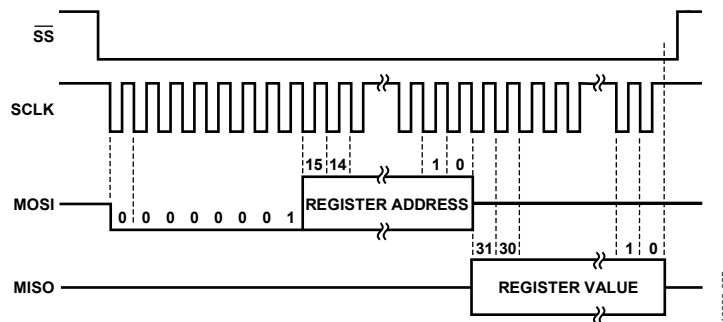 SS
SCLK
15 14 1 0
MOSI
0 0 0 0 0 0 0 1 REGISTER ADDRESS
31 30 1 0
MISO
REGISTER VALUE